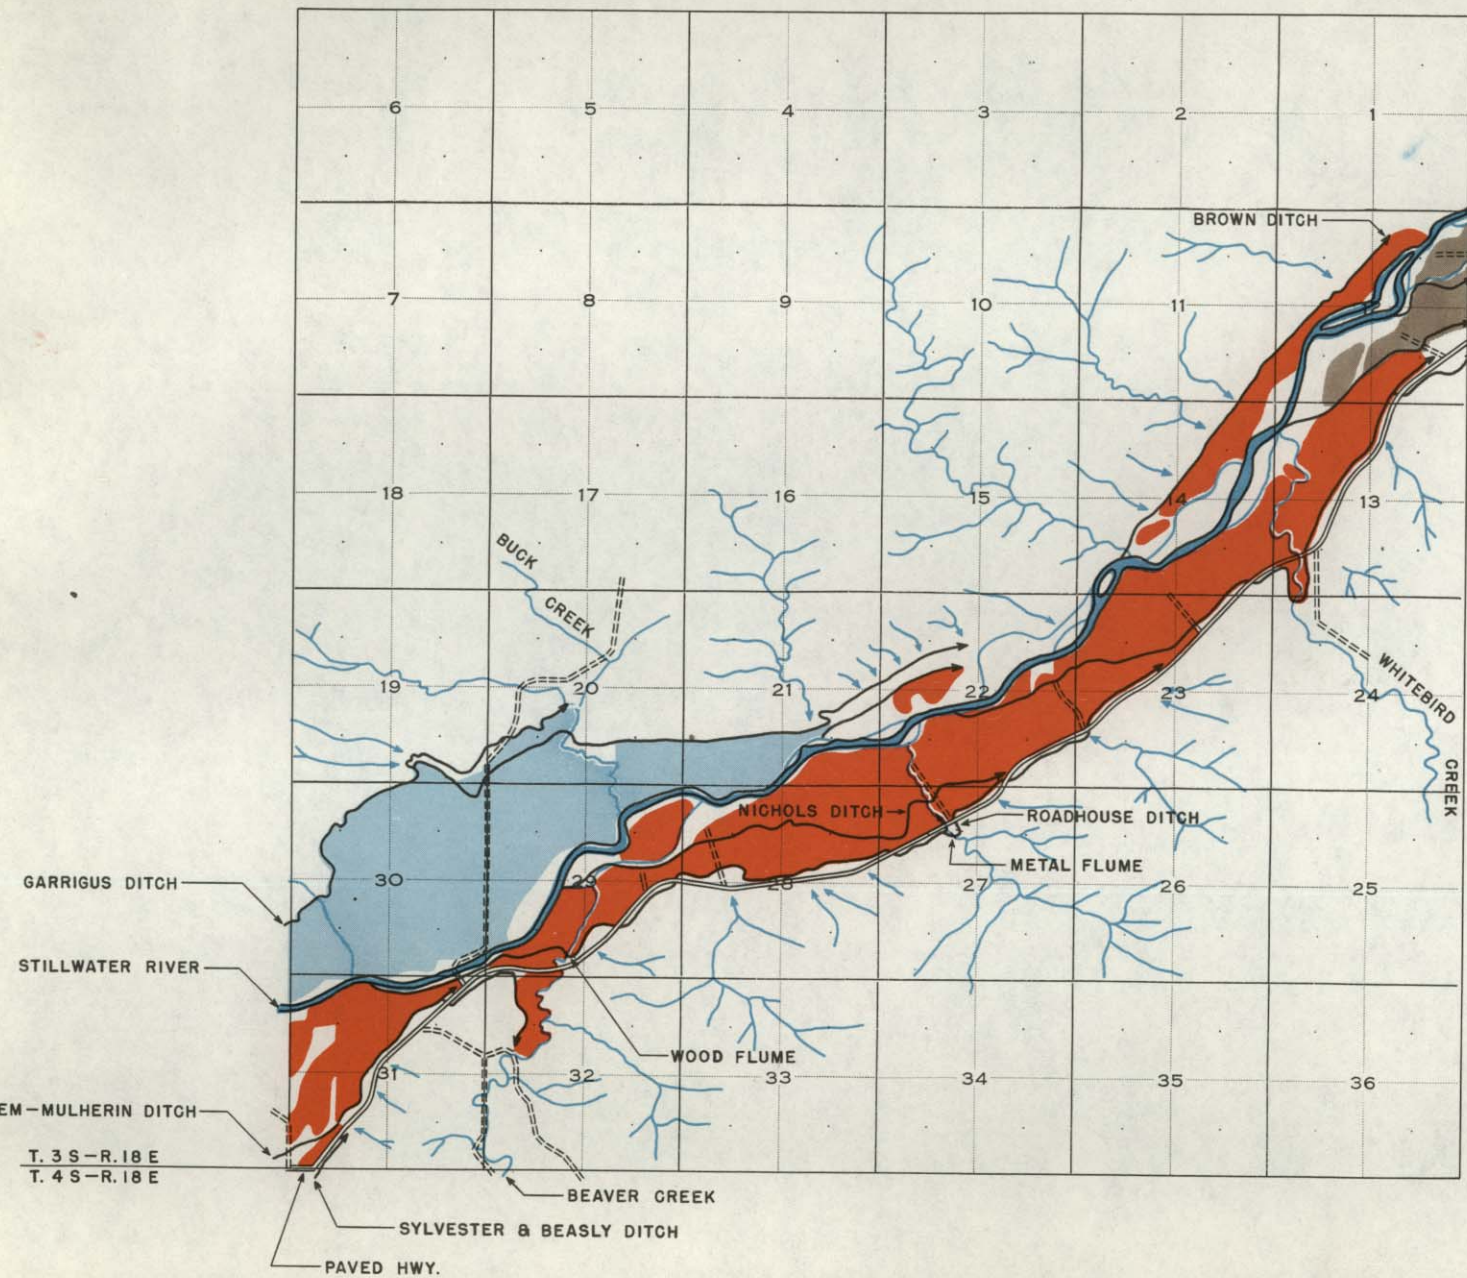 6 5 4 3 2 1
BROWN DITCH
7 8 9 10 11
18 17 16 15 14 13
BUCK
CREEK
19 20 21 22 23 24
WHITEBIRD
CREEK
NICHOLS DITCH
ROADHOUSE DITCH
METAL FLUME
GARRIGUS DITCH
30 29 28 27 26 25
STILLWATER RIVER
WOOD FLUME
31 32 33 34 35 36
EM-MULHERIN DITCH
T. 3 S-R. 18 E
T. 4 S-R. 18 E
BEAVER CREEK
SYLVESTER & BEASLY DITCH
PAVED HWY.